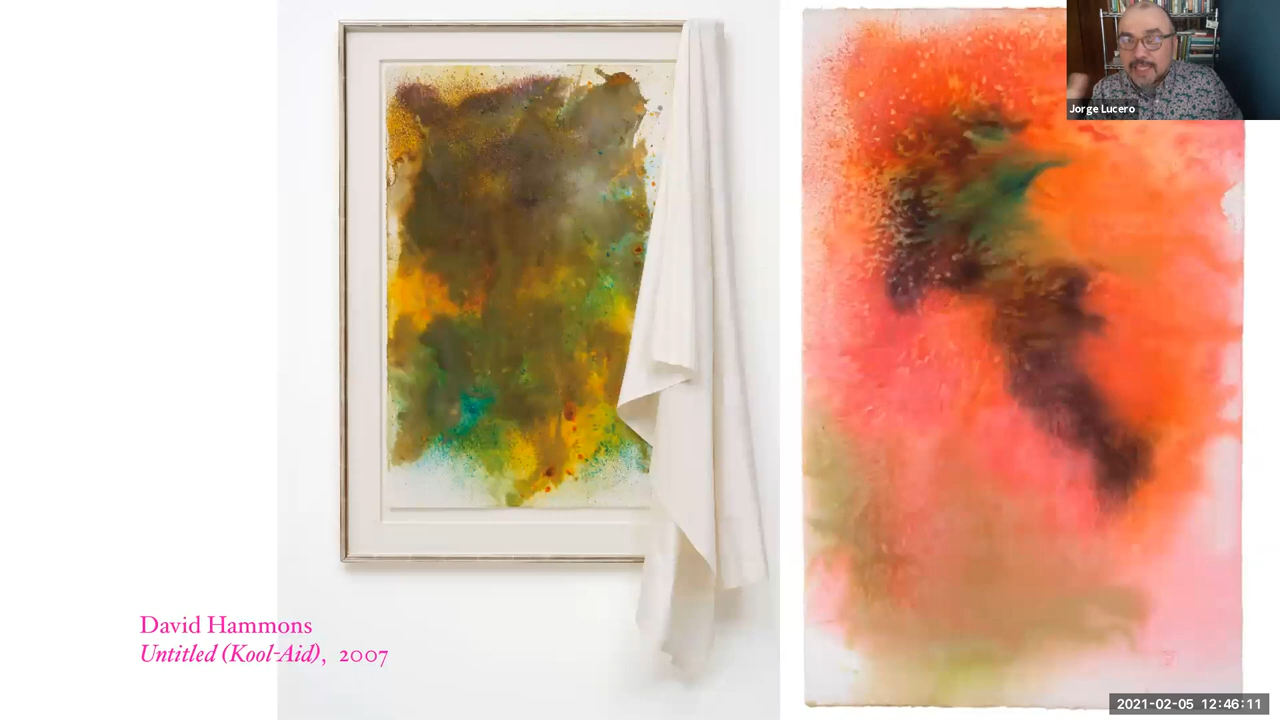 Jorge Lucero
David Hammons
Untitled (Kool-Aid), 2007
2021-02-05 12:46:11